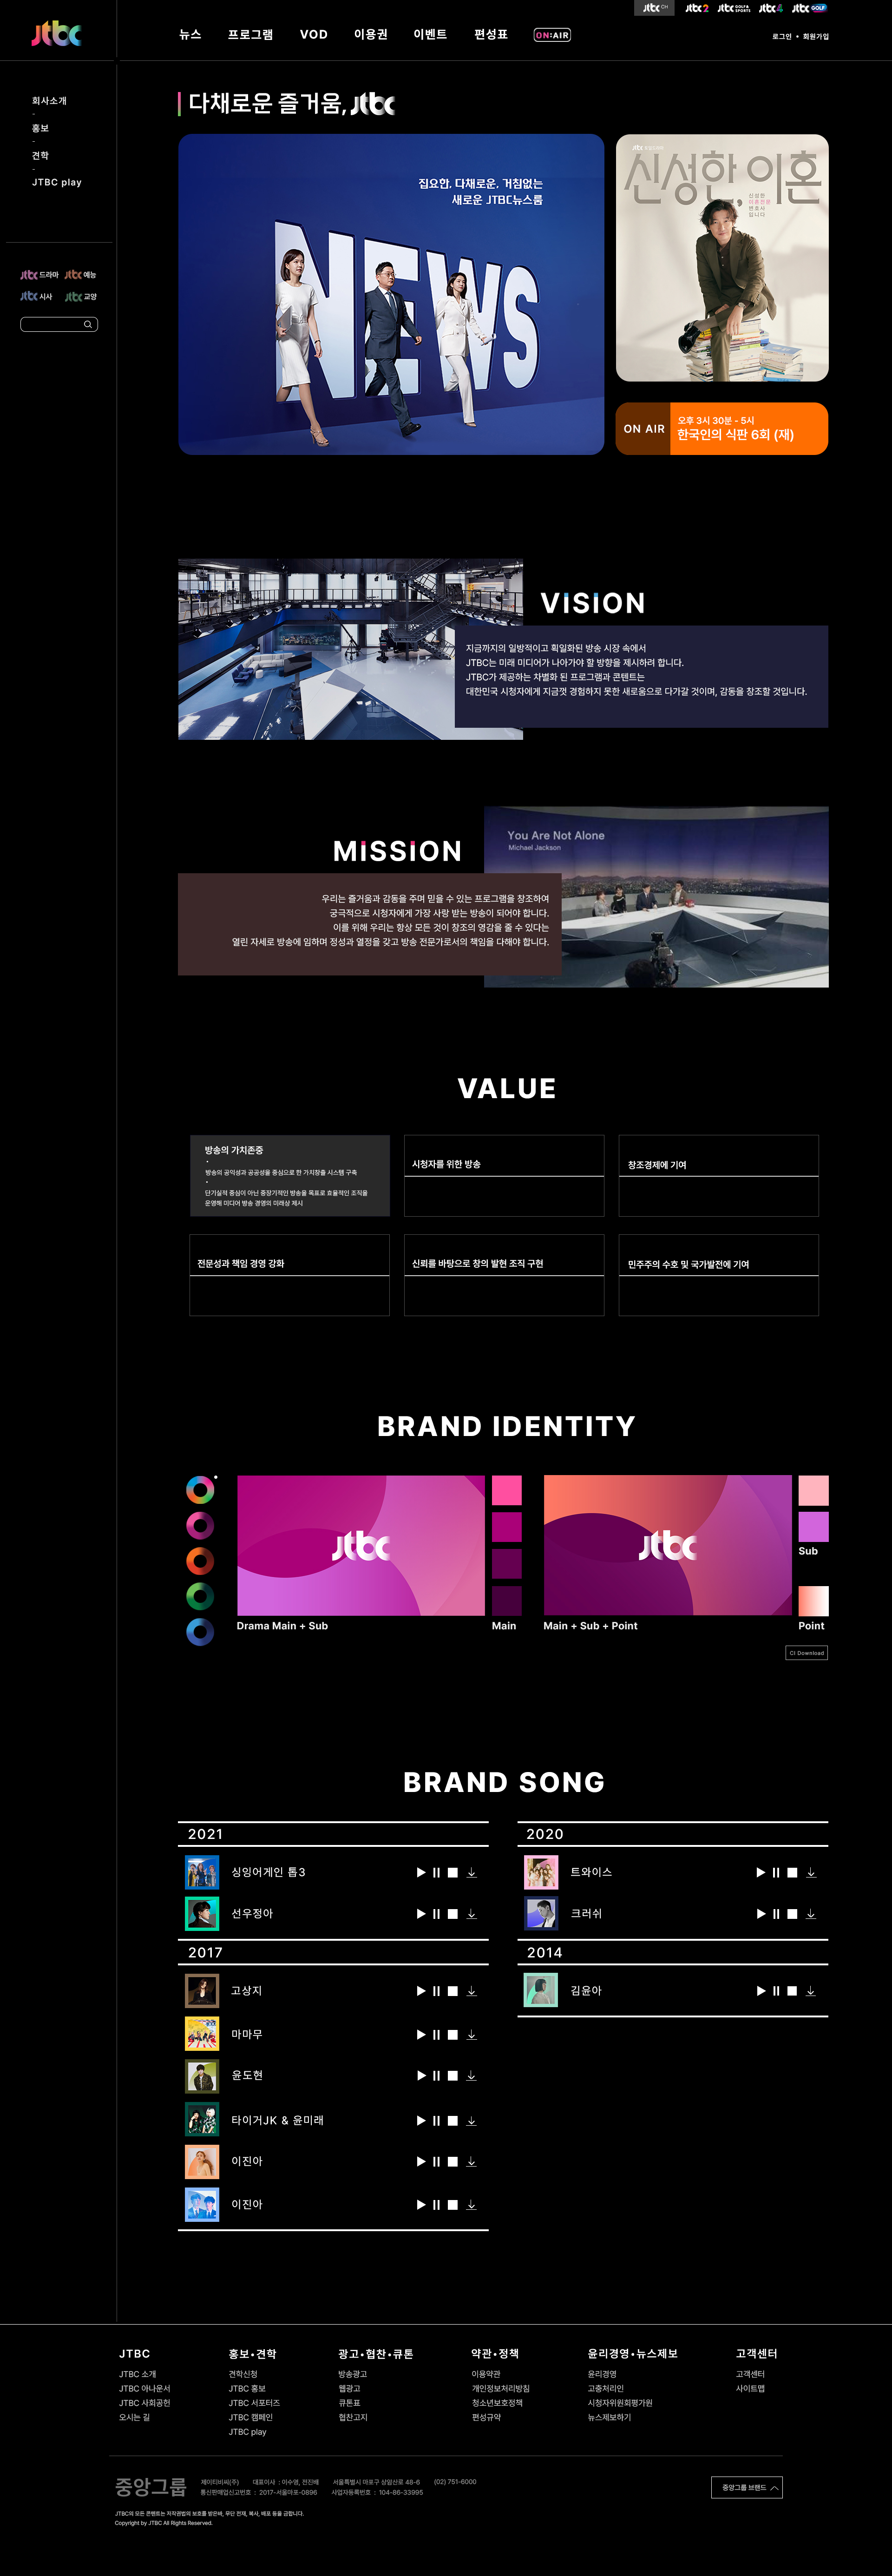 jtbc CH
jtbc 2
jtbc GOLF& SPORTS
jtbc 4
jtbc GOLF
jtbc
뉴스
프로그램
VOD
이용권
이벤트
편성표
ON:AIR
로그인 • 회원가입
회사소개
-
홍보
-
견학
-
JTBC play
jtbc 드라마
jtbc 예능
jtbc 시사
jtbc 교양
다채로운 즐거움, jtbc
집요한, 다채로운, 거침없는
새로운 JTBC뉴스룸
NEWS
jtbc
신성한, 이혼
신성한
이혼전문
변호사
입니다
ON AIR
오후 3시 30분 - 5시
한국인의 식판 6회 (재)
VISION
지금까지의 일방적이고 획일화된 방송 시장 속에서
JTBC는 미래 미디어가 나아가야 할 방향을 제시하려 합니다.
JTBC가 제공하는 차별화 된 프로그램과 콘텐트는
대한민국 시청자에게 지금껏 경험하지 못한 새로움으로 다가갈 것이며, 감동을 창조할 것입니다.
MISSION
You Are Not Alone
Michael Jackson
우리는 즐거움과 감동을 주며 믿을 수 있는 프로그램을 창조하여
궁극적으로 시청자에게 가장 사랑 받는 방송이 되어야 합니다.
이를 위해 우리는 항상 모든 것이 창조의 영감을 줄 수 있다는
열린 자세로 방송에 임하며 정성과 열정을 갖고 방송 전문가로서의 책임을 다해야 합니다.
VALUE
방송의 가치존중
•
방송의 공익성과 공공성을 중심으로 한 가치창출 시스템 구축
•
단기실적 중심이 아닌 중장기적인 방송을 목표로 효율적인 조직을
운영해 미디어 방송 경영의 미래상 제시
시청자를 위한 방송
창조경제에 기여
전문성과 책임 경영 강화
신뢰를 바탕으로 창의 발현 조직 구현
민주주의 수호 및 국가발전에 기여
BRAND IDENTITY
jtbc
jtbc
Sub
Drama Main + Sub
Main
Main + Sub + Point
Point
CI Download
BRAND SONG
2021
싱잉어게인 톱3
선우정아
2020
트와이스
크러쉬
2017
고상지
마마무
윤도현
타이거JK & 윤미래
이진아
이진아
2014
김윤아
JTBC
JTBC 소개
JTBC 아나운서
JTBC 사회공헌
오시는 길
홍보•견학
견학신청
JTBC 홍보
JTBC 서포터즈
JTBC 캠페인
JTBC play
광고•협찬•큐톤
방송광고
웹광고
큐톤표
협찬고지
약관•정책
이용약관
개인정보처리방침
청소년보호정책
편성규약
윤리경영•뉴스제보
윤리경영
고충처리인
시청자위원회평가원
뉴스제보하기
고객센터
고객센터
사이트맵
중앙그룹
제이티비씨(주) 대표이사 : 이수영, 전진배 서울특별시 마포구 상암산로 48-6 (02) 751-6000
통신판매업신고번호 : 2017-서울마포-0896 사업자등록번호 : 104-86-33995
중앙그룹 브랜드
JTBC의 모든 콘텐트는 저작권법의 보호를 받은바, 무단 전재, 복사, 배포 등을 금합니다.
Copyright by JTBC All Rights Reserved.